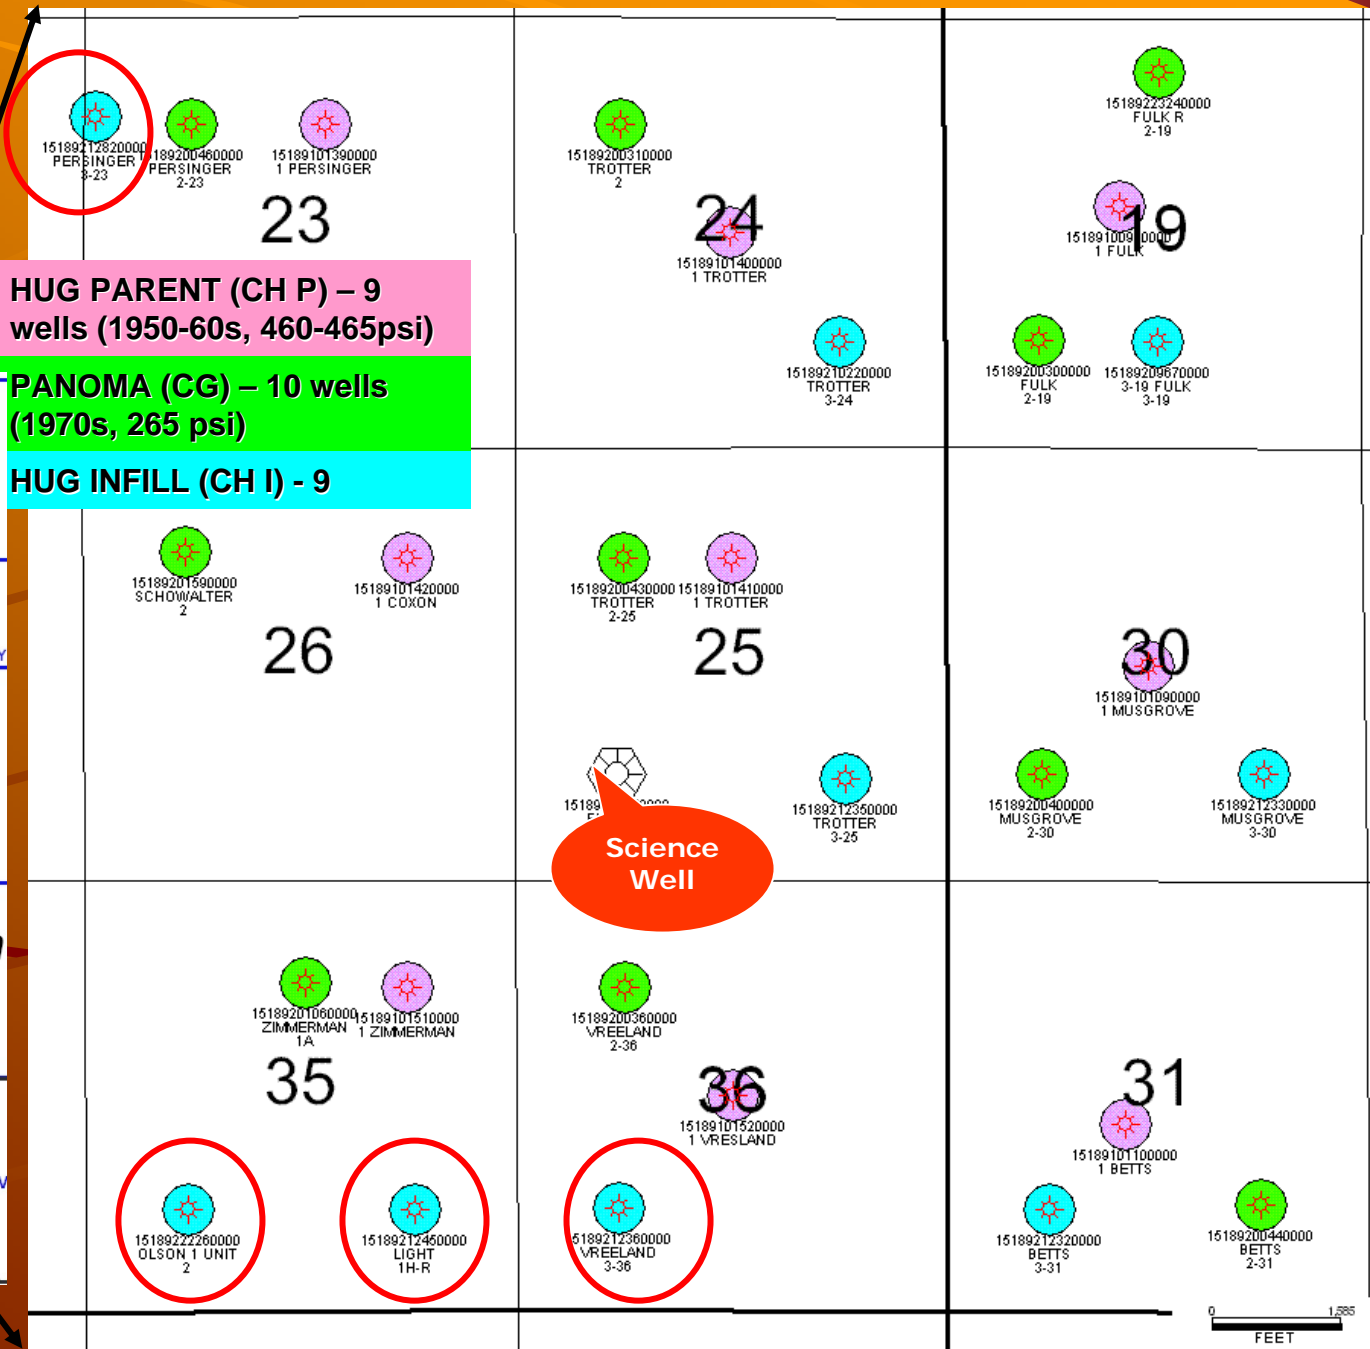 15189223240000
FULK R
2-19
15189212820000
PERSINGER
3-23
15189200460000
PERSINGER
2-23
15189101390000
1 PERSINGER
23
15189200310000
TROTTER
2
24
15189101400000
1 TROTTER
19
1 FULK
HUG PARENT (CH P) – 9
wells (1950-60s, 460-465psi)
PANOMA (CG) – 10 wells
(1970s, 265 psi)
HUG INFILL (CH I) - 9
15189210220000
TROTTER
3-24
15189200300000
FULK
2-19
15189209670000
3-19 FULK
3-19
15189201590000
SCHOWALTER
2
15189101420000
1 COXON
26
15189200430000
TROTTER
2-25
15189101410000
1 TROTTER
25
30
15189101090000
1 MUSGROVE
Science
Well
15189212350000
TROTTER
3-25
15189200400000
MUSGROVE
2-30
15189212330000
MUSGROVE
3-30
15189201060000
ZIMMERMAN
1A
15189101510000
1 ZIMMERMAN
35
15189200360000
VREELAND
2-36
36
15189101520000
1 VRESLAND
31
15189101100000
1 BETTS
15189222260000
OLSON 1 UNIT
2
15189212450000
LIGHT
1H-R
15189212360000
VREELAND
3-36
15189212320000
BETTS
3-31
15189200440000
BETTS
2-31
0 1,585
FEET